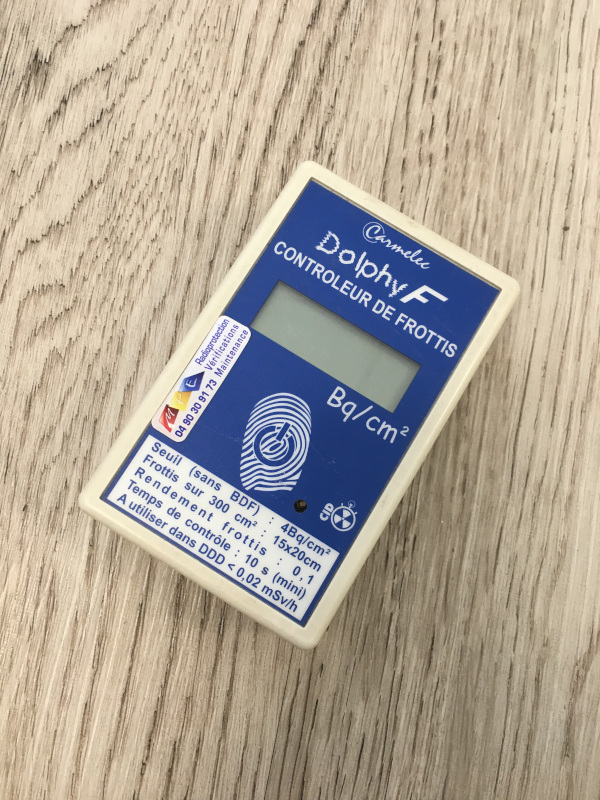 Carmelec
Dolphy F
CONTROLEUR DE FROTTIS
Bq/cm²
Radioprotection
Vérifications
Maintenance
04 90 30 91 73
Seuil (sans BDF) : 4Bq/cm²
Frottis sur 300 cm² : 15x20cm
Rendement frottis : 0,1
Temps de contrôle : 10 s (mini)
A utiliser dans DDD < 0,02 mSv/h